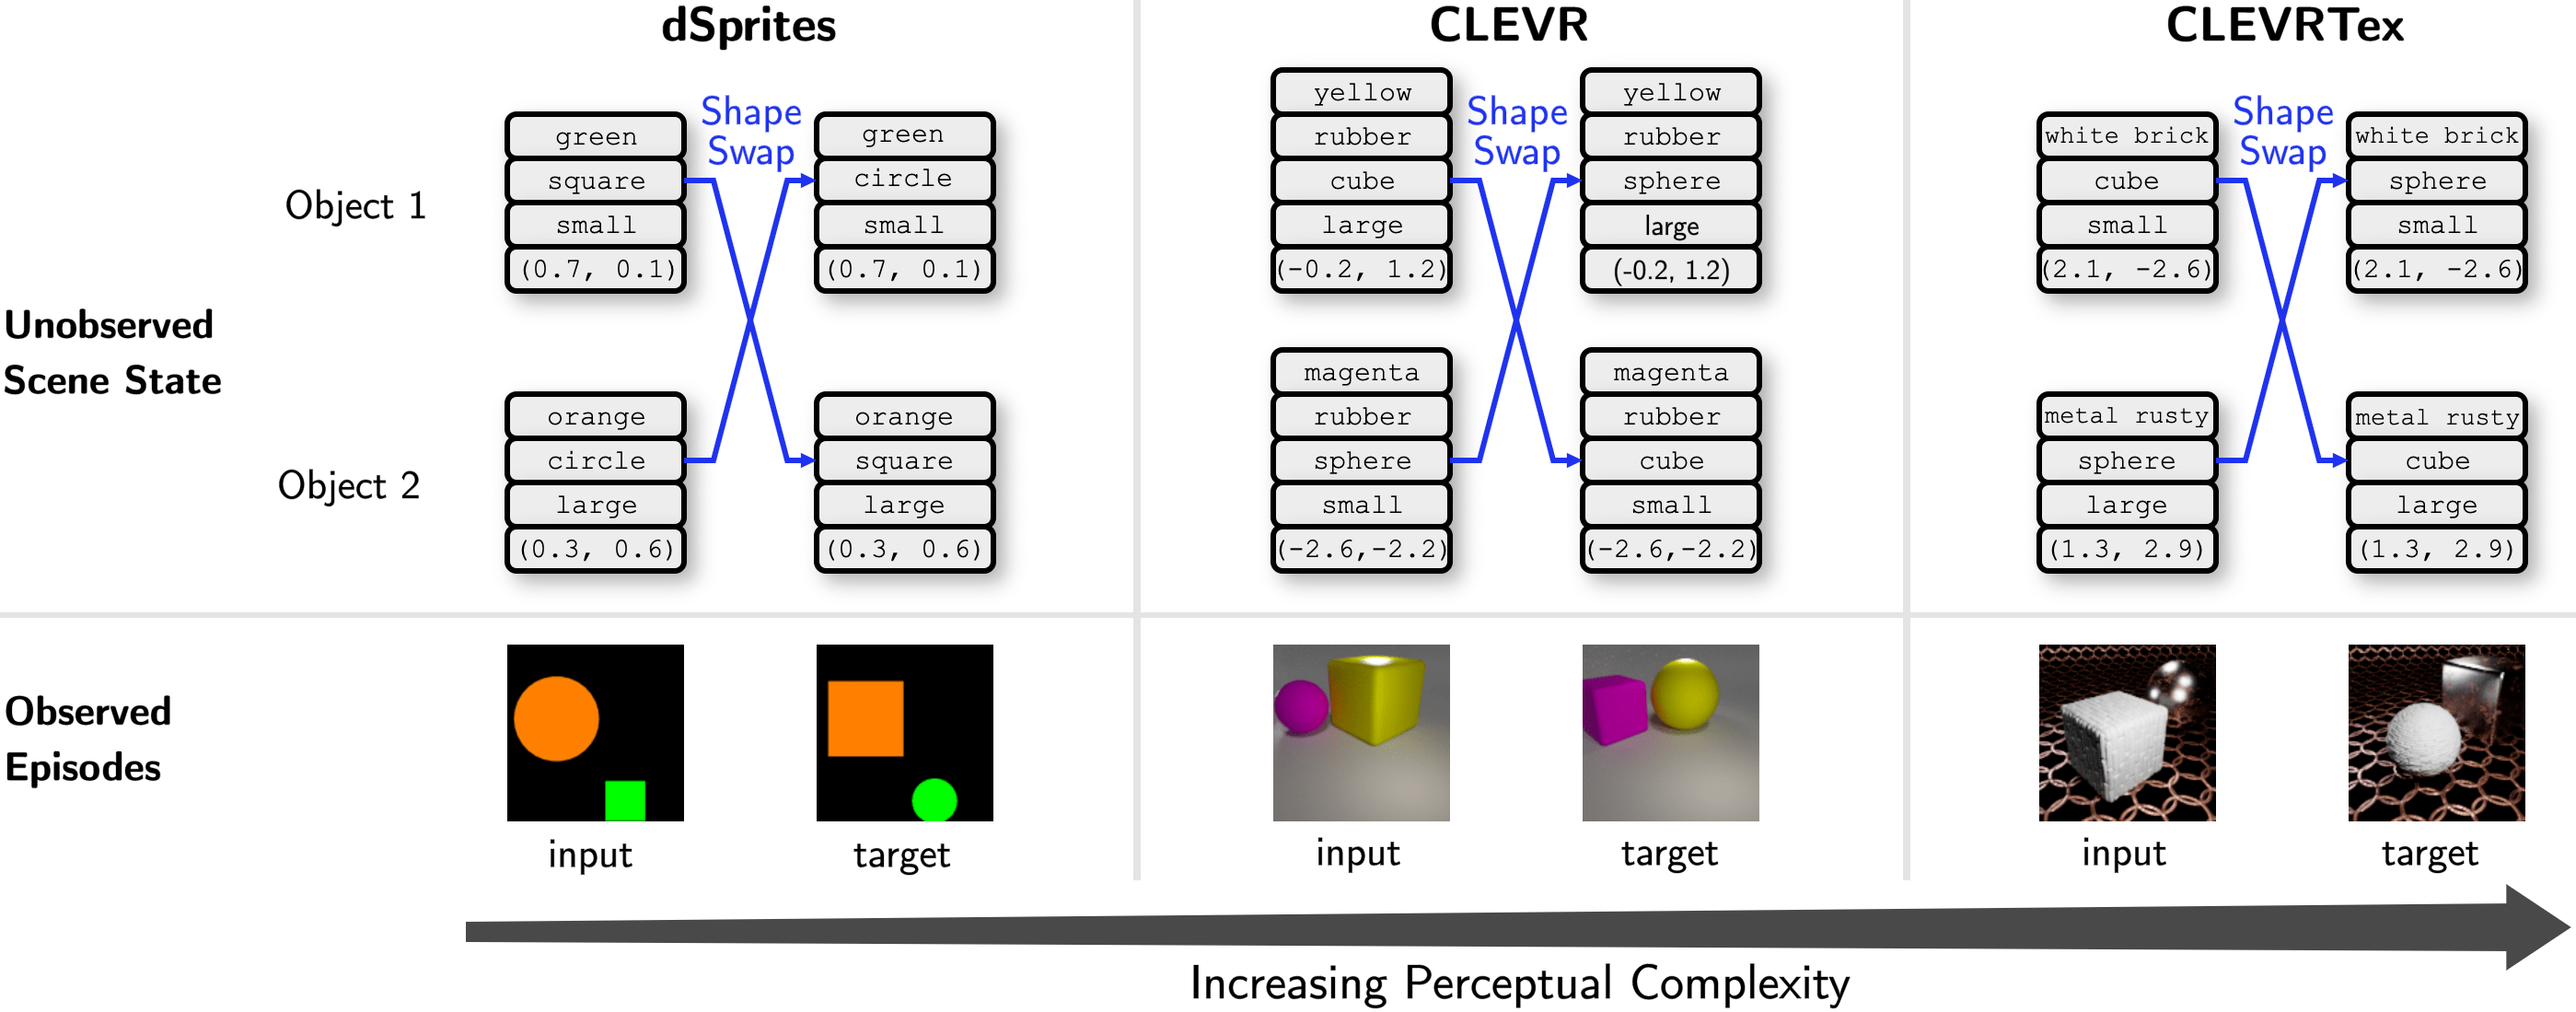 dSprites
CLEVR
CLEVRTex
Unobserved
Scene State
Object 1
Object 2
green
square
small
(0.7, 0.1)
Shape
Swap
green
circle
small
(0.7, 0.1)
orange
circle
large
(0.3, 0.6)
orange
square
large
(0.3, 0.6)
yellow
rubber
cube
large
(-0.2, 1.2)
Shape
Swap
yellow
rubber
sphere
large
(-0.2, 1.2)
magenta
rubber
sphere
small
(-2.6,-2.2)
magenta
rubber
cube
small
(-2.6,-2.2)
white brick
cube
small
(2.1, -2.6)
Shape
Swap
white brick
sphere
small
(2.1, -2.6)
metal rusty
sphere
large
(1.3, 2.9)
metal rusty
cube
large
(1.3, 2.9)
Observed
Episodes
input
target
input
target
input
target
Increasing Perceptual Complexity